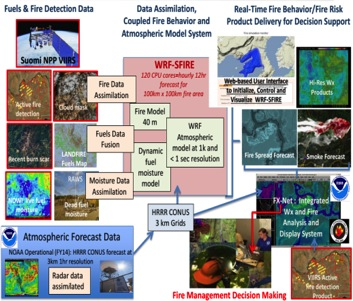 Fuels & Fire Detection Data
Data Assimilation,
Coupled Fire Behavior and
Atmospheric Model System
Real-Time Fire Behavior/Fire Risk
Product Delivery for Decision Support
Suomi NPP VIIRS
WRF-SFIRE
120 CPU cores=hourly 12hr
forecast for
100km x 100km fire area
Web-based User Interface
to Initialize, Control and
Visualize WRF-SFIRE
Hi-Res Wx
Products
Active fire
detection
Cloud mask
Fire Data
Assimilation
Fire Model
40 m
Recent burn scar
LANDFIRE
Fuels Map
Fuels Data
Fusion
WRF
Atmospheric
model at 1k and
< 1 sec resolution
Dynamic
fuel
moisture
model
Fire Spread Forecast
Smoke Forecast
RAWS
Dead fuel
moisture
Moisture Data
Assimilation
FX-Net : Integrated
Wx and Fire
Analysis and
Display System
HRRR CONUS
3 km Grids
Atmospheric Forecast Data
NOAA Operational (FY14): HRRR CONUS forecast at
3km 1hr resolution
Radar data
assimilated
VIIRS Active
fire detection
Product
Fire Management Decision Making